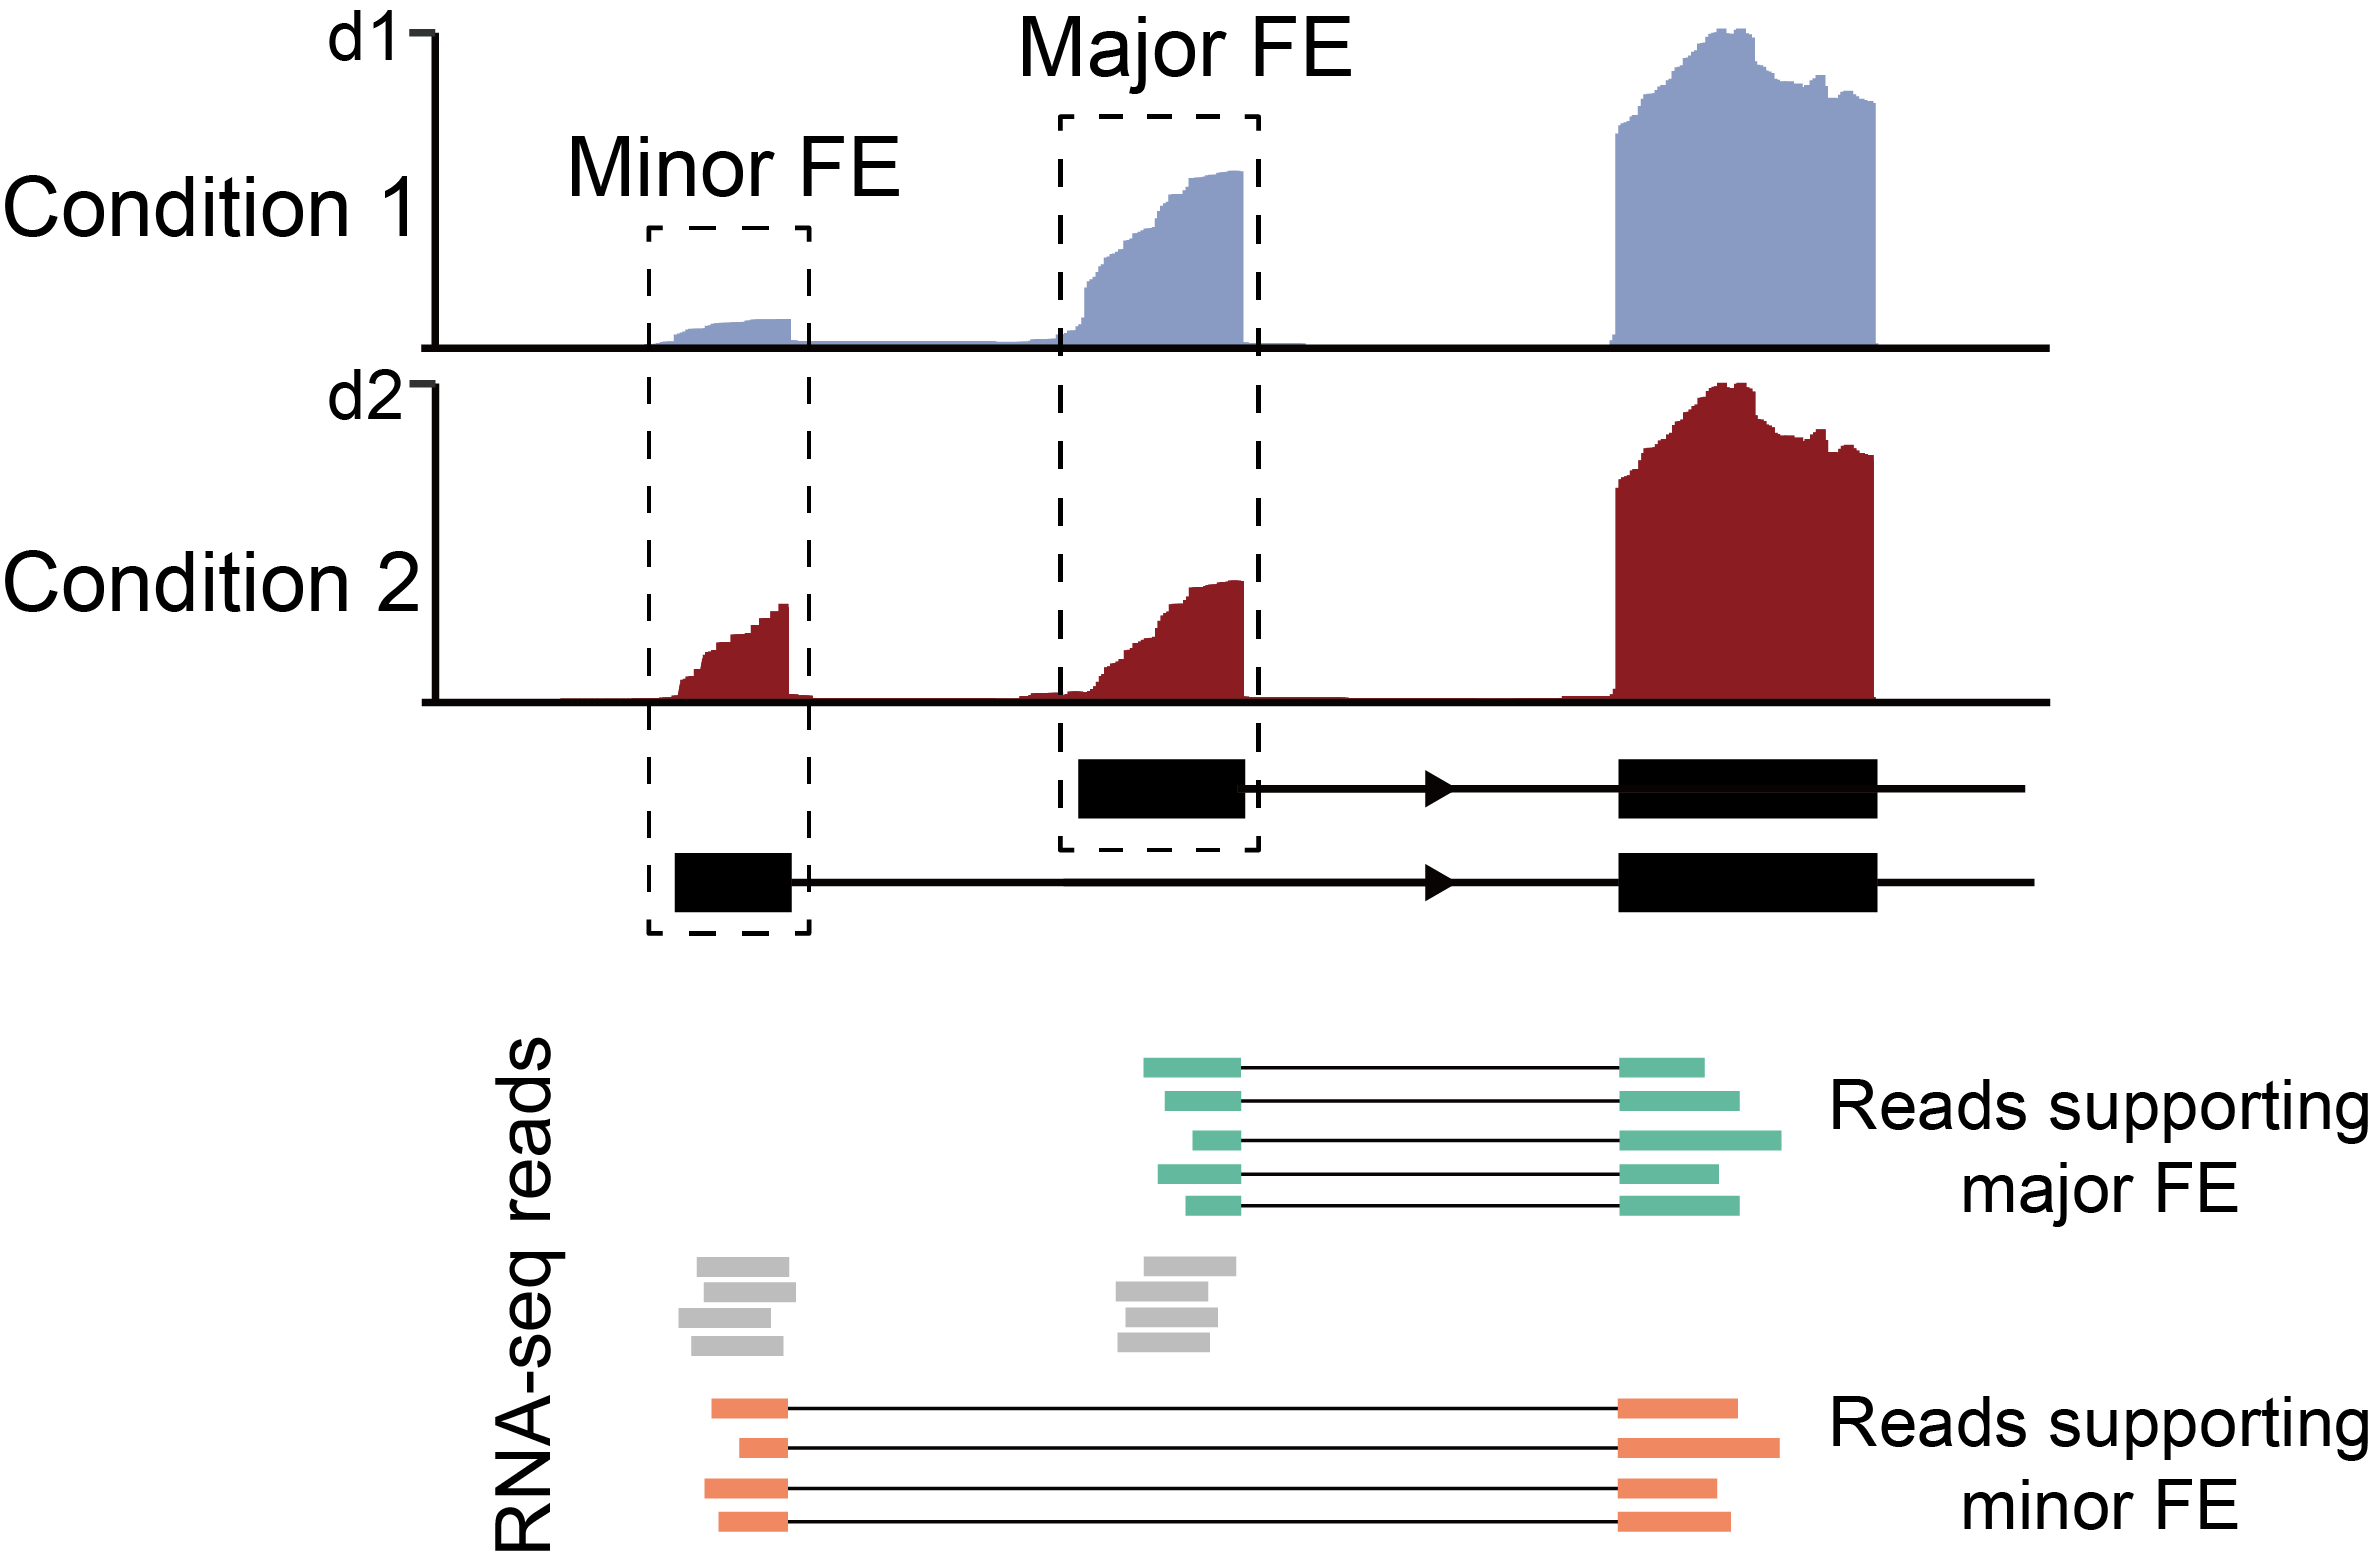 d1
Major FE
Minor FE
Condition 1
d2
Condition 2
RNA-seq reads
Reads supporting
major FE
Reads supporting
minor FE